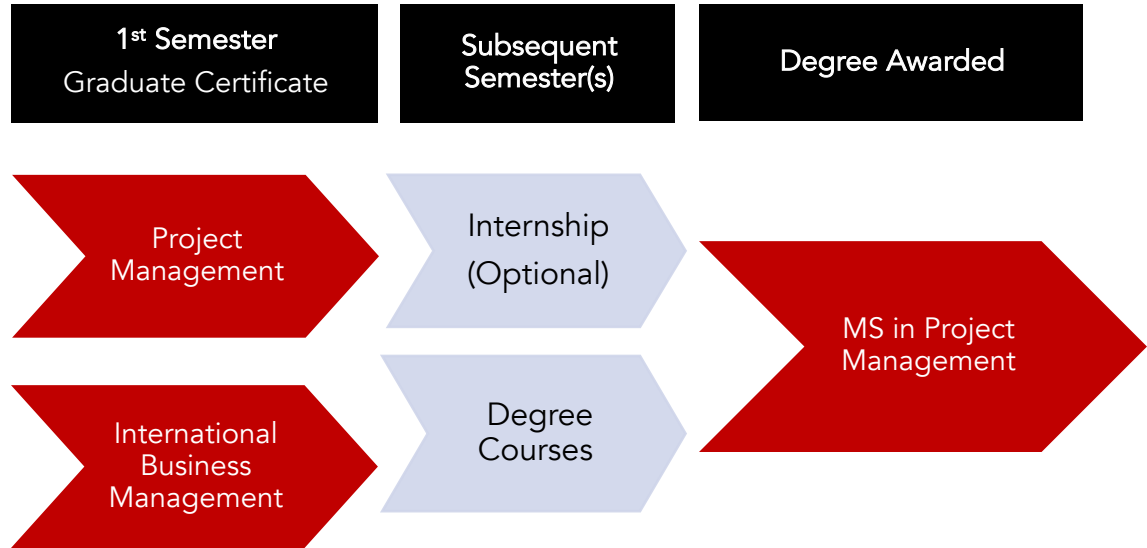 1st Semester
Graduate Certificate
Subsequent
Semester(s)
Degree Awarded
Project
Management
Internship
(Optional)
MS in Project
Management
International
Business
Management
Degree
Courses